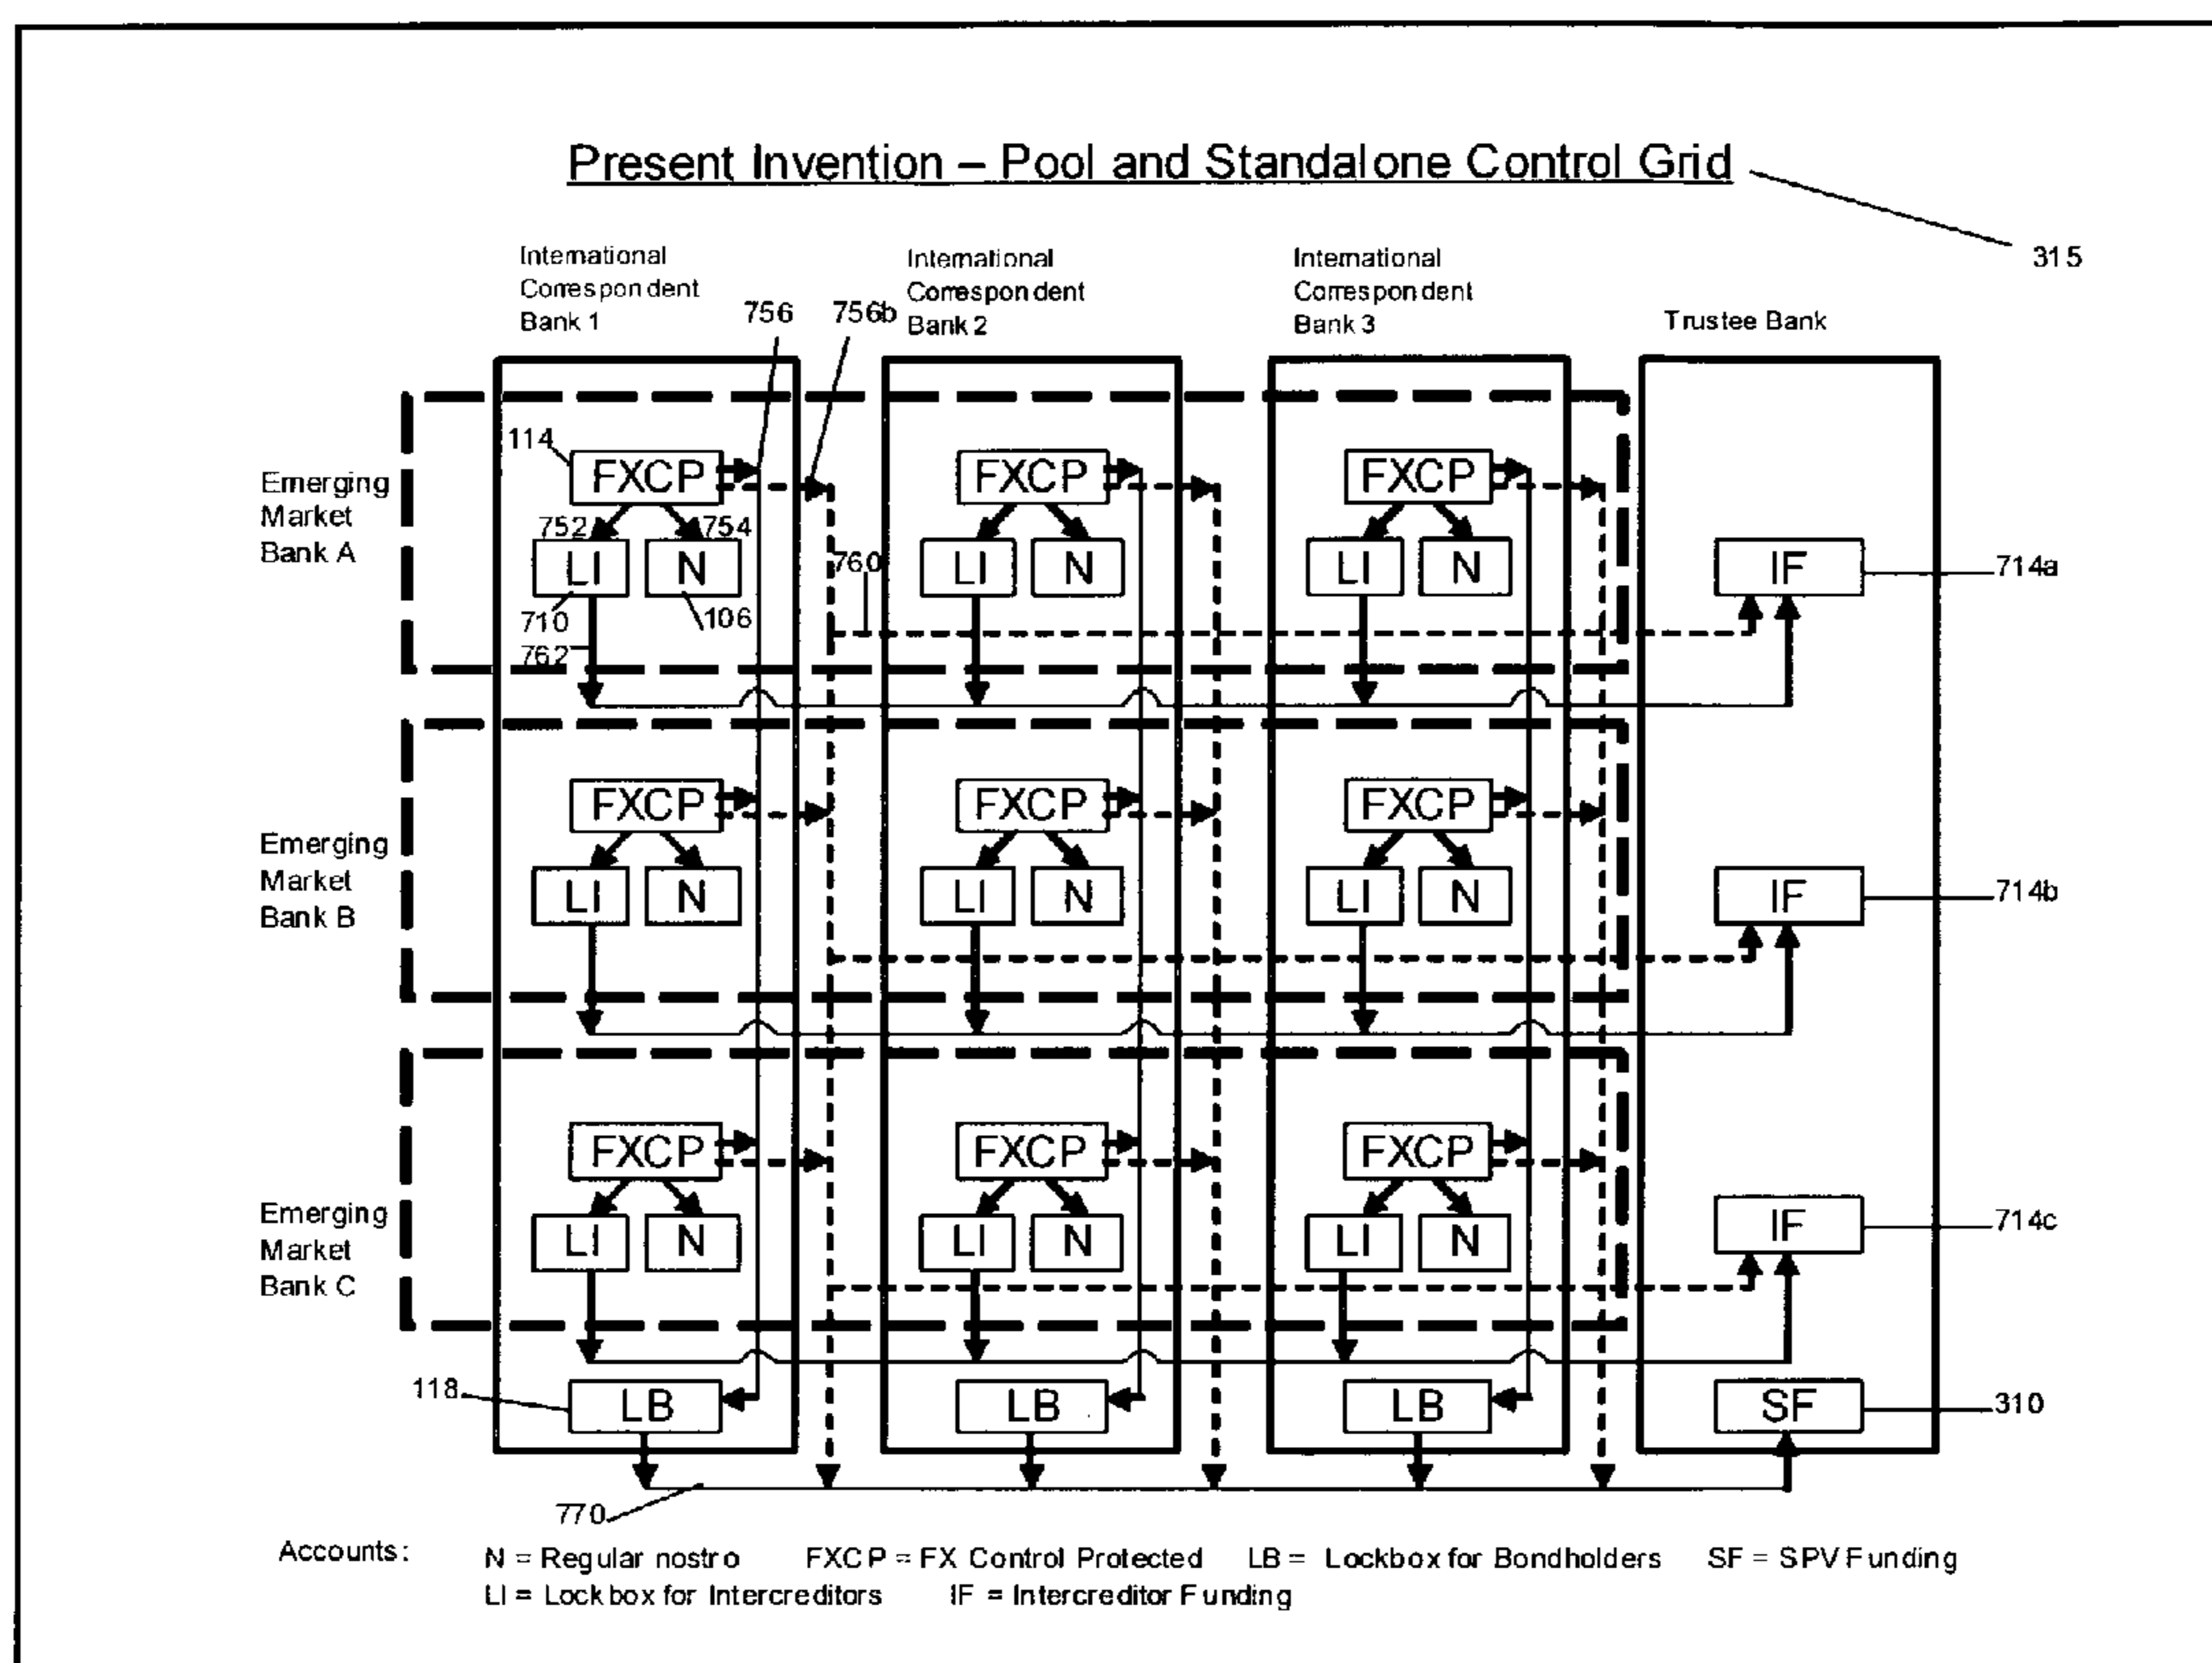 Present Invention – Pool and Standalone Control Grid
315
International
Correspondent
Bank 1
756
756b
International
Correspondent
Bank 2
International
Correspondent
Bank 3
Trustee Bank
Emerging
Market
Bank A
114
FXCP
FXCP
FXCP
752
754
LI
N
760
LI
N
LI
N
IF
714a
710
106
762
Emerging
Market
Bank B
FXCP
FXCP
FXCP
LI
N
LI
N
LI
N
IF
714b
Emerging
Market
Bank C
FXCP
FXCP
FXCP
LI
N
LI
N
LI
N
IF
714c
118
LB
LB
LB
SF
310
770
Accounts: N = Regular nostro FXCP = FX Control Protected LB = Lockbox for Bondholders SF = SPV Funding
LI = Lockbox for Intercreditors IF = Intercreditor Funding